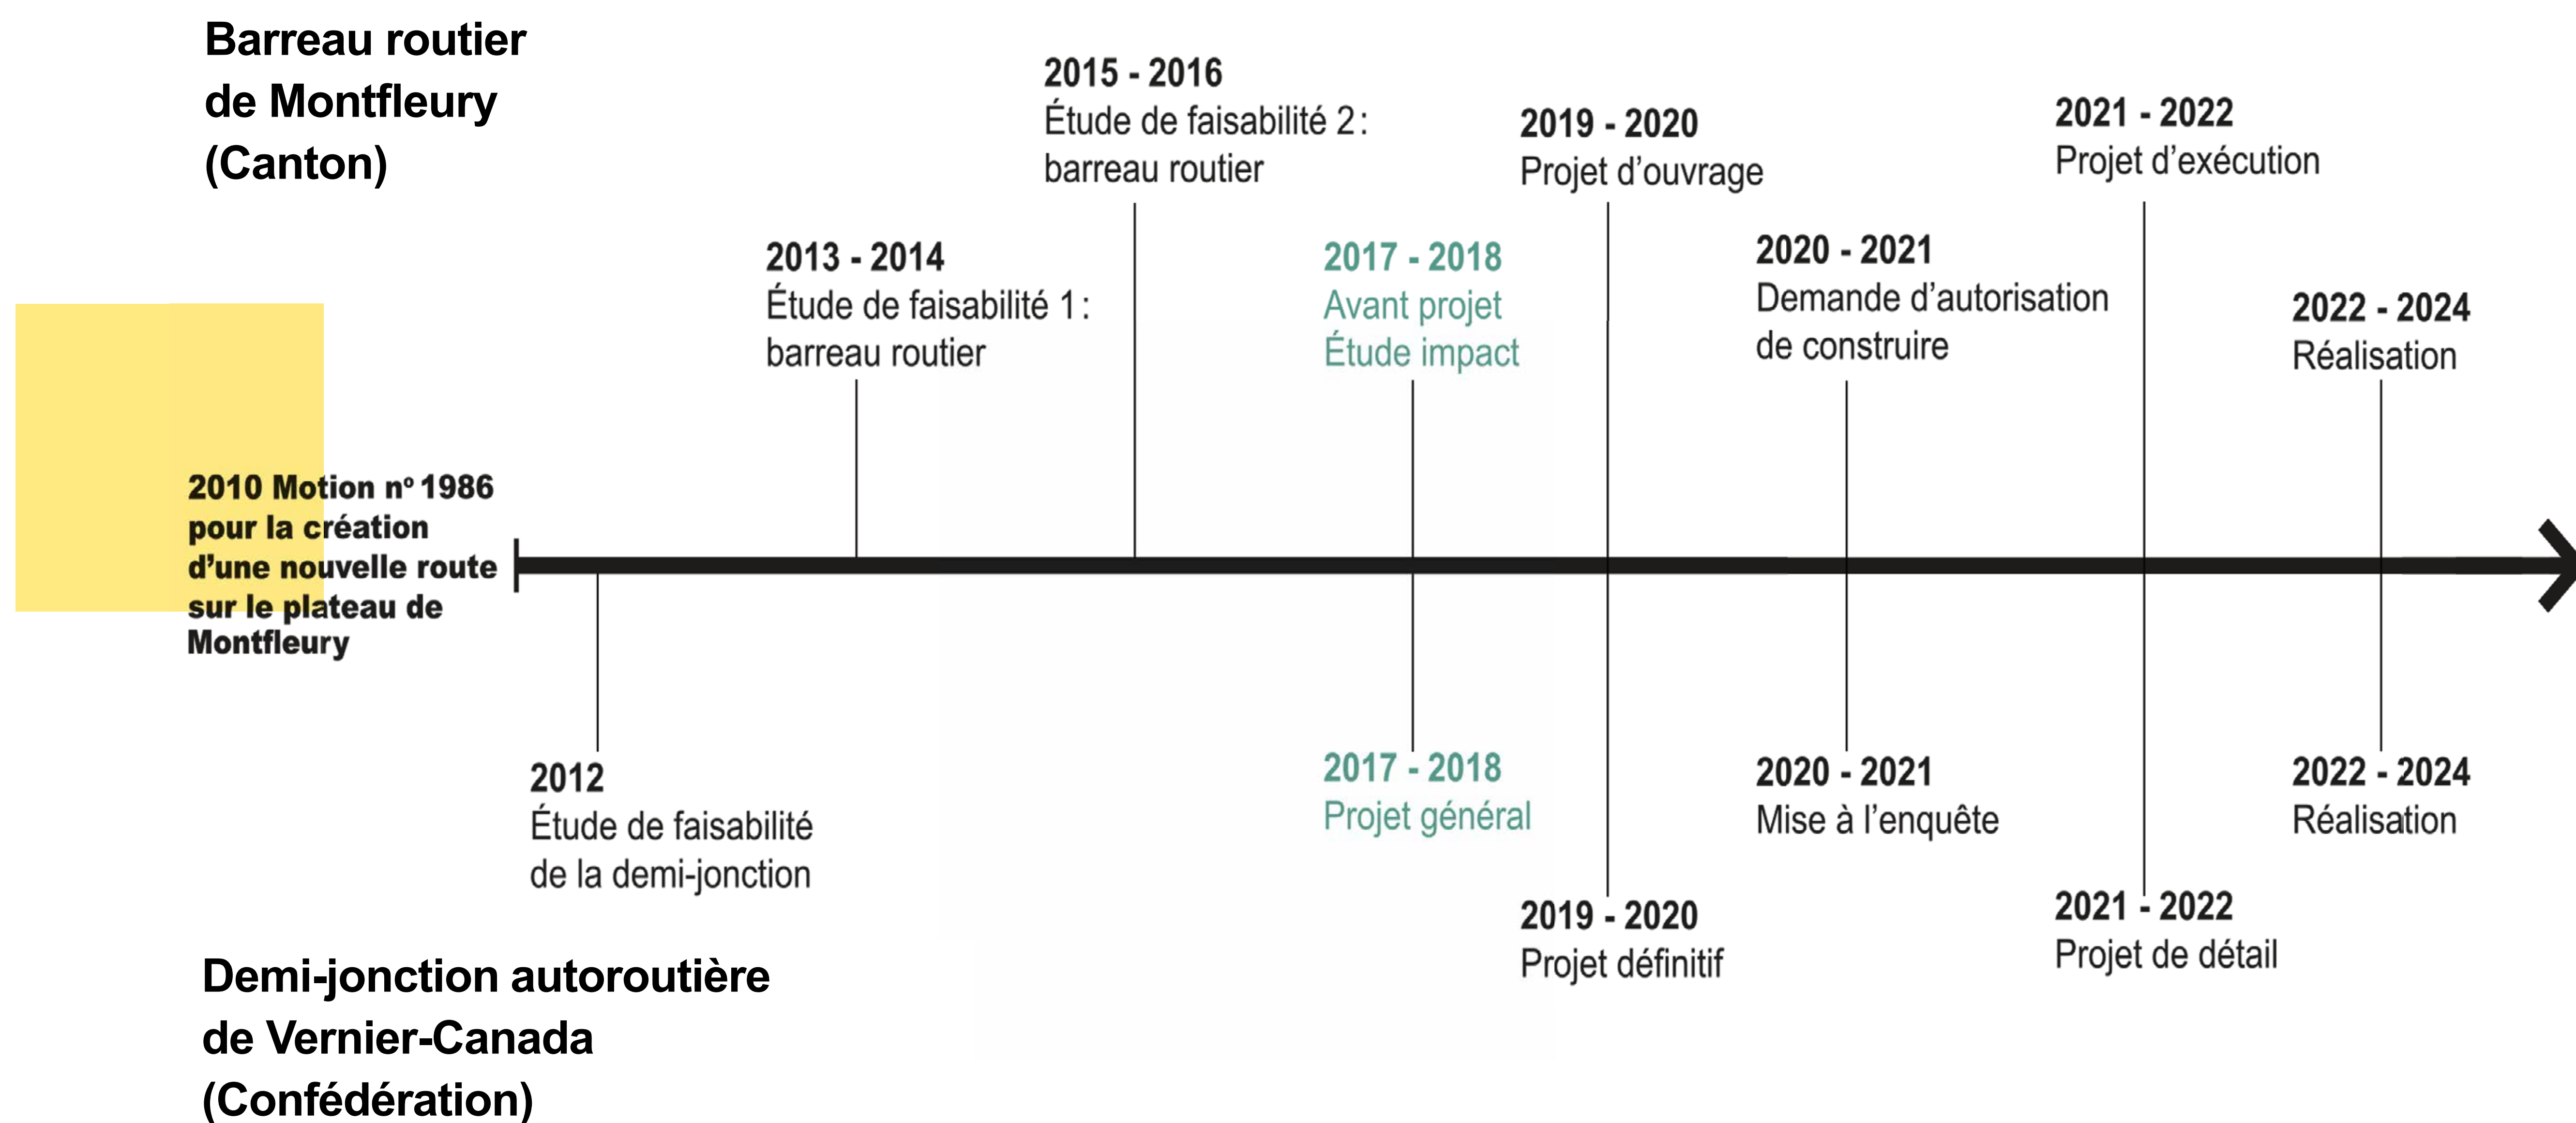 Barreau routier
de Montfleury
(Canton)
2015 - 2016
Étude de faisabilité 2 :
barreau routier
2019 - 2020
Projet d’ouvrage
2021 - 2022
Projet d’exécution
2013 - 2014
Étude de faisabilité 1 :
barreau routier
2017 - 2018
Avant projet
Étude impact
2020 - 2021
Demande d’autorisation
de construire
2022 - 2024
Réalisation
2010 Motion nº 1986
pour la création
d’une nouvelle route
sur le plateau de
Montfleury
2012
Étude de faisabilité
de la demi-jonction
2017 - 2018
Projet général
2020 - 2021
Mise à l’enquête
2022 - 2024
Réalisation
2019 - 2020
Projet définitif
2021 - 2022
Projet de détail
Demi-jonction autoroutière
de Vernier-Canada
(Confédération)